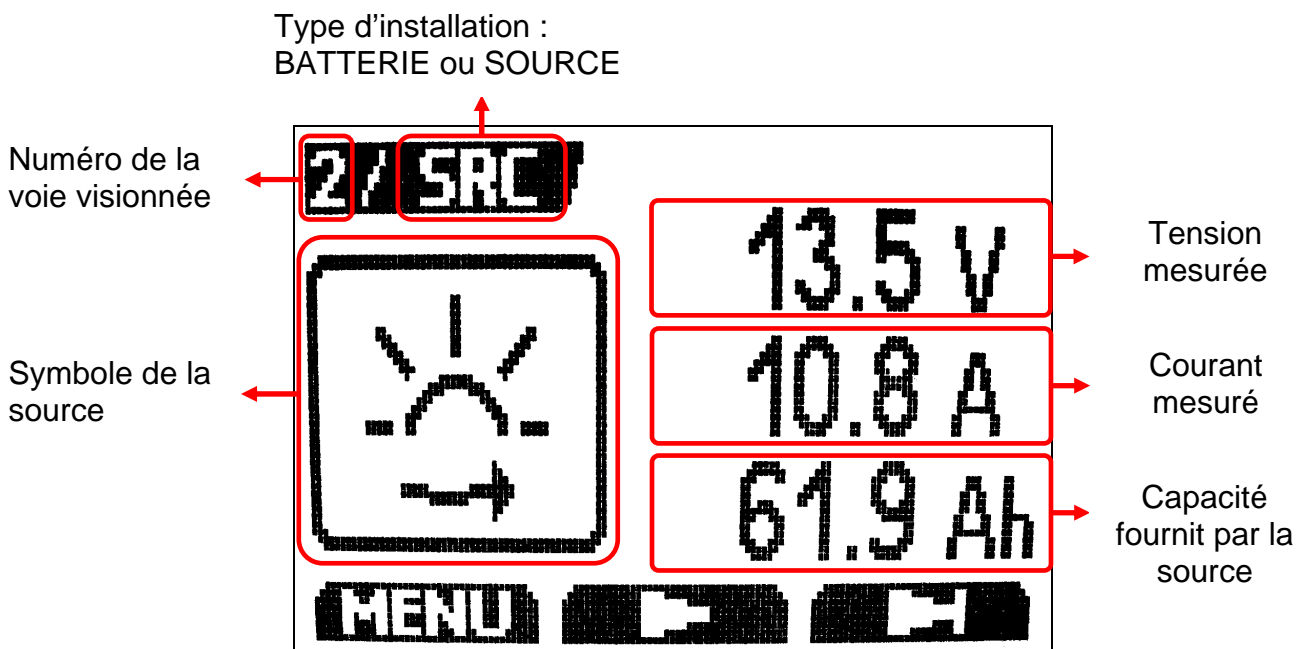 Type d’installation :
BATTERIE ou SOURCE
Numéro de la
voie visionnée
2/ SRC
13.5 V
Tension
mesurée
Symbole de la
source
10.8 A
Courant
mesuré
61.9 Ah
Capacité
fournit par la
source
MENU